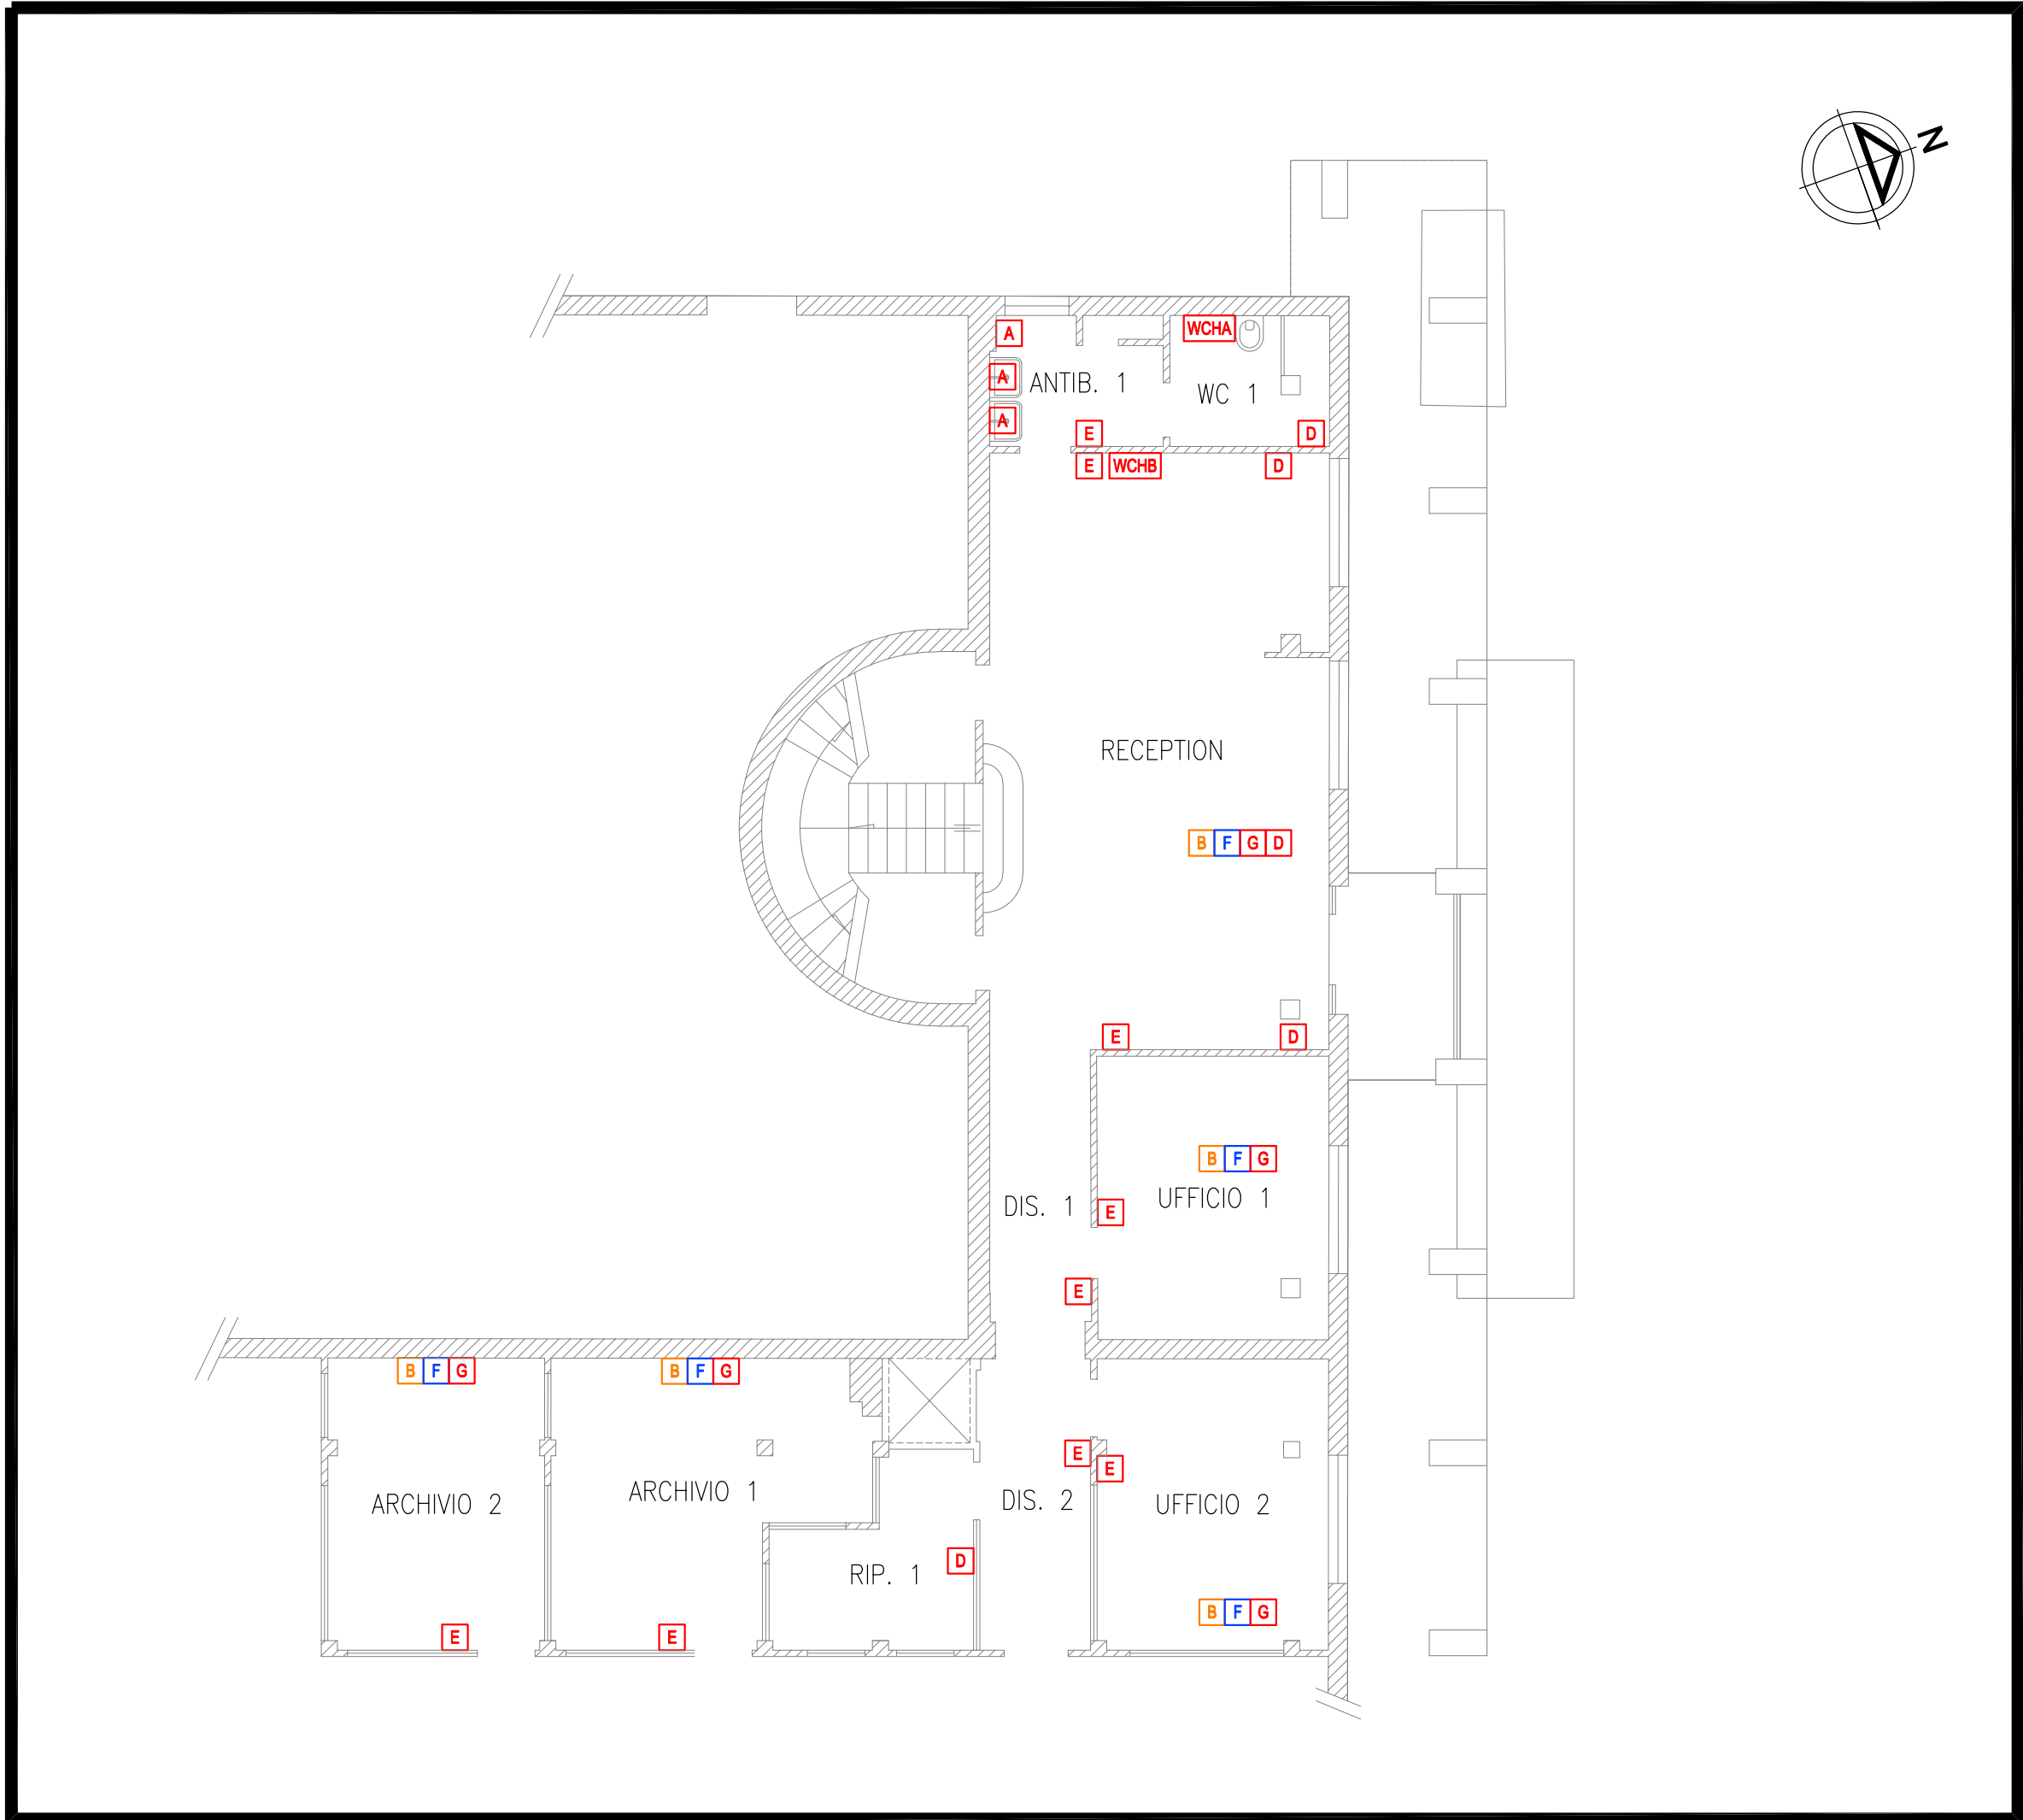 N
WCHA
A
A
ANTIB. 1
WC 1
A
E
D
E
WCHB
D
RECEPTION
B F G D
E
D
B F G
DIS. 1
UFFICIO 1
E
E
B F G
B F G
E
E
ARCHIVIO 2
ARCHIVIO 1
DIS. 2
UFFICIO 2
D
RIP. 1
B F G
E
E